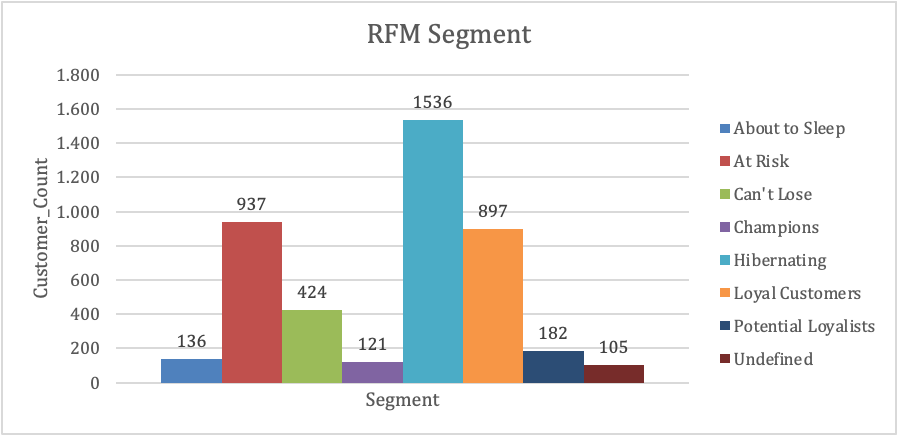 RFM Segment
1.800
1.600
1.400
1.200
1.000
800
600
400
200
0
Customer_Count
136
937
424
121
1536
897
182
105
Segment
About to Sleep
At Risk
Can't Lose
Champions
Hibernating
Loyal Customers
Potential Loyalists
Undefined